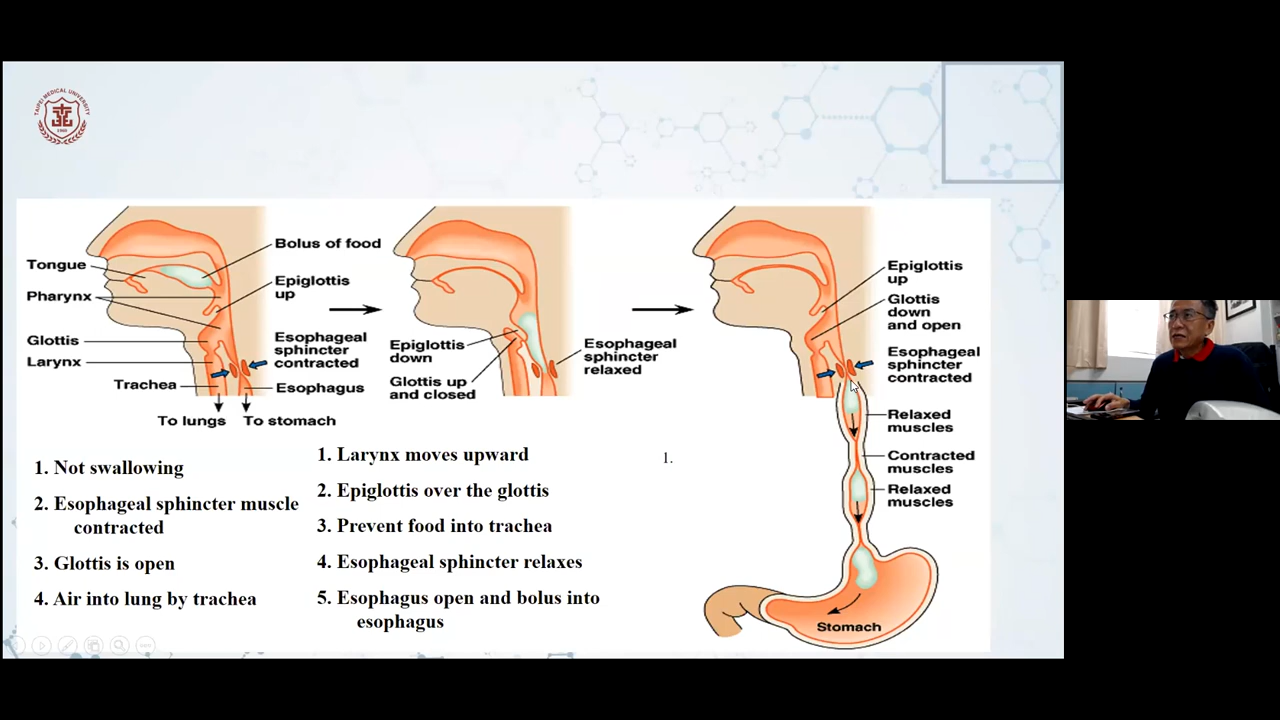 TAIPEI MEDICAL UNIVERSITY
1960
Tongue
Pharynx
Glottis
Larynx
Trachea
To lungs
To stomach
Bolus of food
Epiglottis
up
Esophageal
sphincter
contracted
Esophagus
Epiglottis
down
Glottis up
and closed
Esophageal
sphincter
relaxed
Epiglottis
up
Glottis
down
and open
Esophageal
sphincter
contracted
Relaxed
muscles
Contracted
muscles
Relaxed
muscles
Stomach
1. Not swallowing
2. Esophageal sphincter muscle
contracted
3. Glottis is open
4. Air into lung by trachea
1. Larynx moves upward
2. Epiglottis over the glottis
3. Prevent food into trachea
4. Esophageal sphincter relaxes
5. Esophagus open and bolus into
esophagus
1.